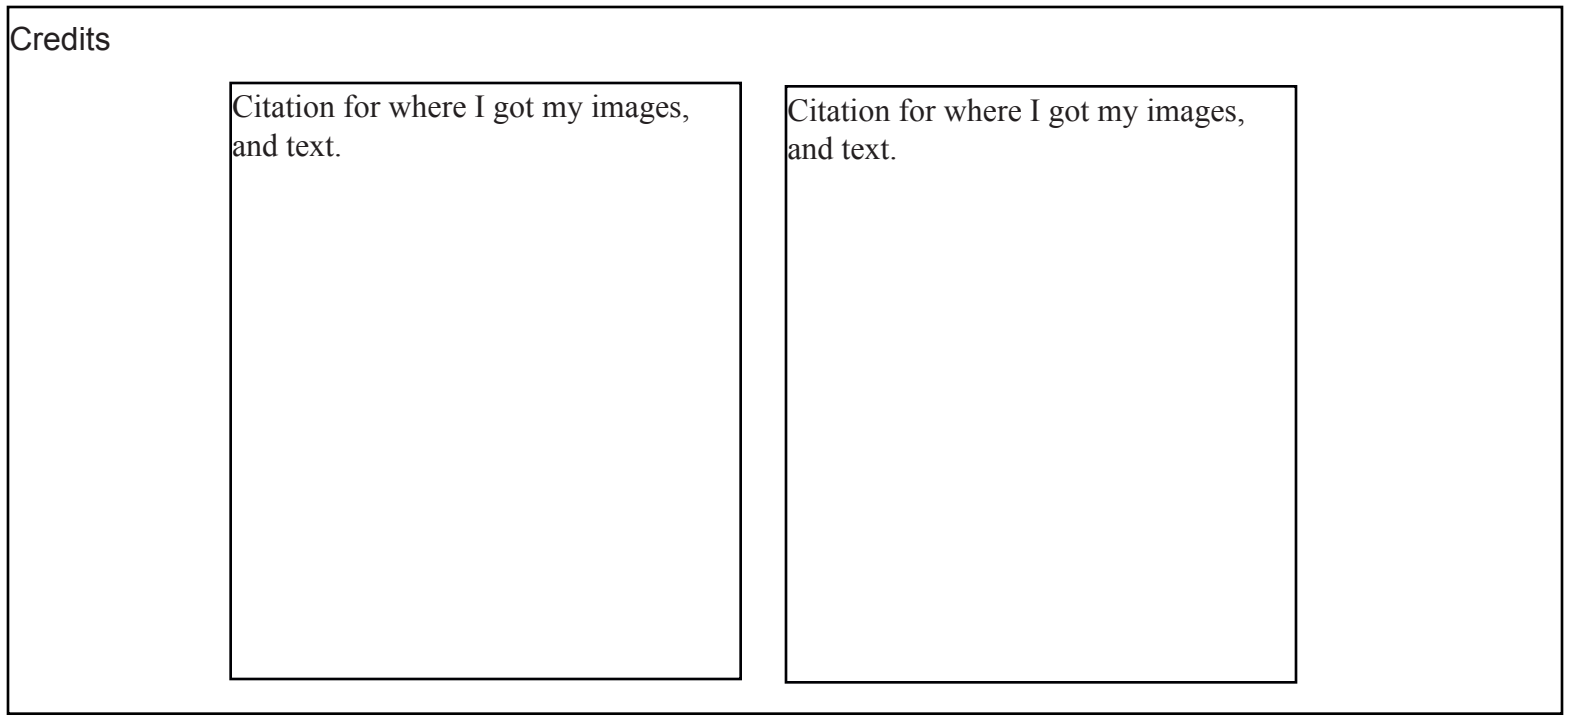 Credits
Citation for where I got my images,
and text.
Citation for where I got my images,
and text.